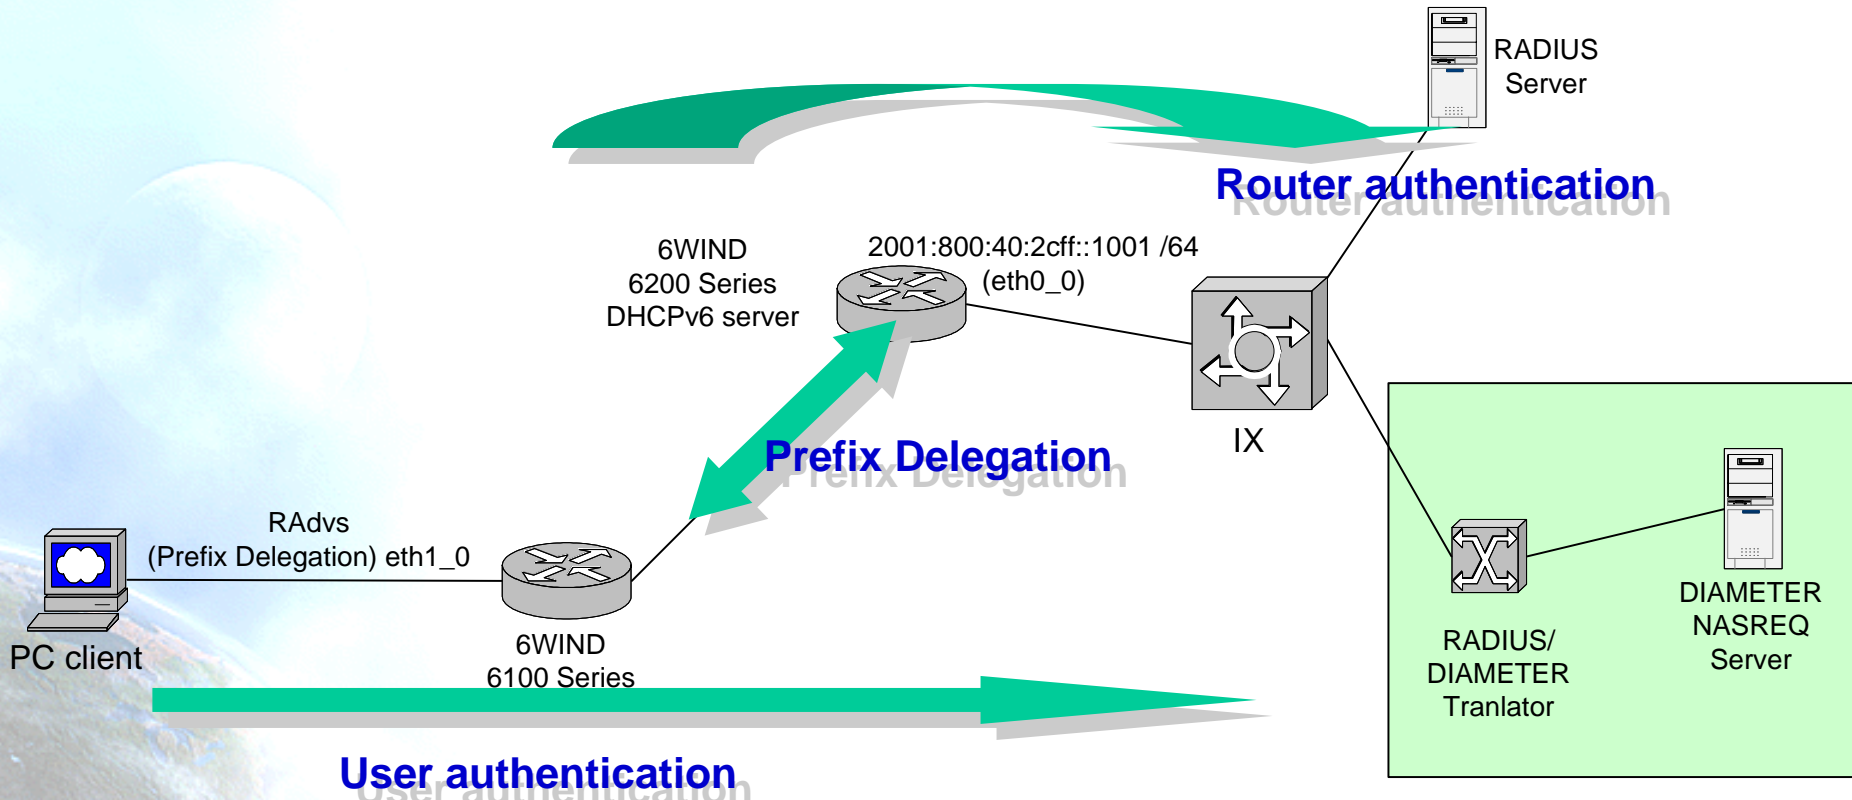 RADIUS
Server
Router authentication
6WIND
6200 Series
DHCPv6 server
2001:800:40:2cff::1001 /64
(eth0_0)
IX
Prefix Delegation
RAdvs
(Prefix Delegation) eth1_0
PC client
6WIND
6100 Series
RADIUS/
DIAMETER
Tranlator
DIAMETER
NASREQ
Server
User authentication